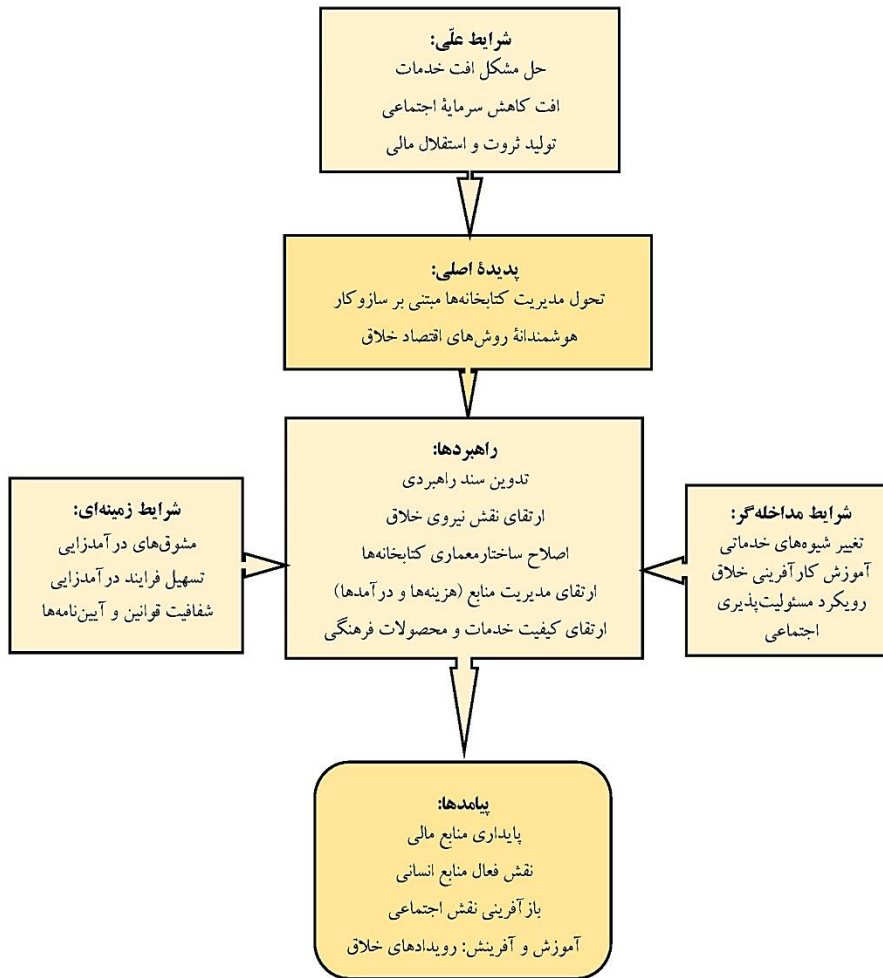 شرایط علّی:
حل مشکل افت خدمات
افت کاهش سرمایۀ اجتماعی
تولید ثروت و استقلال مالی
پدیدۀ اصلی:
تحول مدیریت کتابخانه‌ها مبتنی بر سازوکار
هوشمندانۀ روش‌های اقتصاد خلاق
راهبردها:
تدوین سند راهبردی
ارتقای نقش نیروی خلاق
اصلاح ساختارمعماری کتابخانه‌ها
ارتقای مدیریت منابع (هزینه‌ها و درآمدها)
ارتقای کیفیت خدمات و محصولات فرهنگی
شرایط مداخله‌گر:
تغییر شیوه‌های خدماتی
آموزش کارآفرینی خلاق
رویکرد مسئولیت‌پذیری
اجتماعی
شرایط زمینه‌ای:
مشوق‌های درآمدزایی
تسهیل فرایند درآمدزایی
شفافیت قوانین و آیین‌نامه‌ها
پیامدها:
پایداری منابع مالی
نقش فعال منابع انسانی
بازآفرینی نقش اجتماعی
آموزش و آفرینش: رویدادهای خلاق